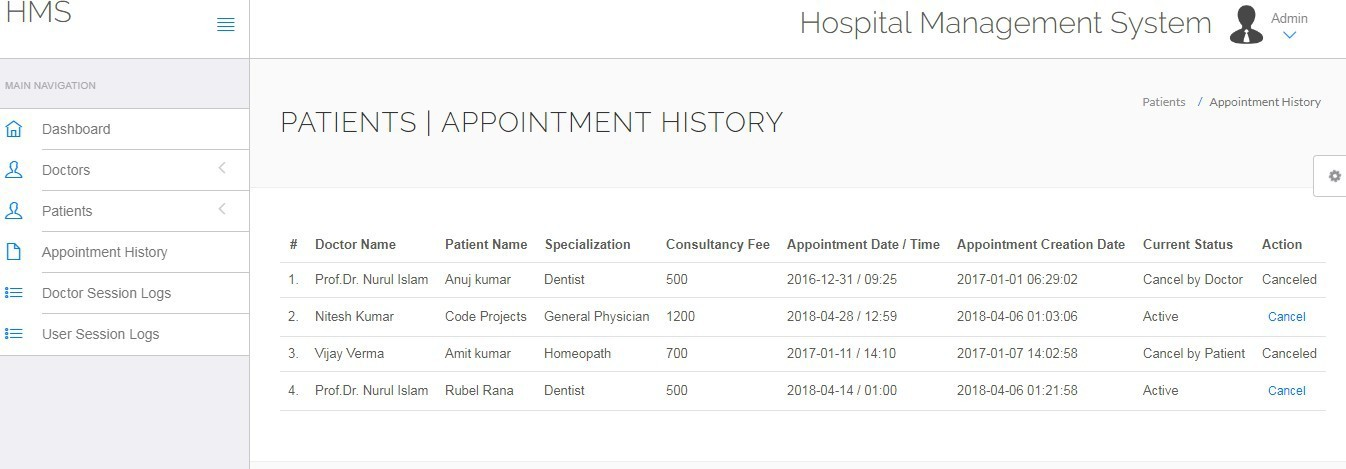 HMS
Hospital Management System
Admin
MAIN NAVIGATION
Dashboard
Doctors
Patients
Appointment History
Doctor Session Logs
User Session Logs
PATIENTS | APPOINTMENT HISTORY
Patients / Appointment History
# Doctor Name Patient Name Specialization Consultancy Fee Appointment Date / Time Appointment Creation Date Current Status Action
1. Prof.Dr. Nurul Islam Anuj kumar Dentist 500 2016-12-31 / 09:25 2017-01-01 06:29:02 Cancel by Doctor Canceled
2. Nitesh Kumar Code Projects General Physician 1200 2018-04-28 / 12:59 2018-04-06 01:03:06 Active Cancel
3. Vijay Verma Amit kumar Homeopath 700 2017-01-11 / 14:10 2017-01-07 14:02:58 Cancel by Patient Canceled
4. Prof.Dr. Nurul Islam Rubel Rana Dentist 500 2018-04-14 / 01:00 2018-04-06 01:21:58 Active Cancel